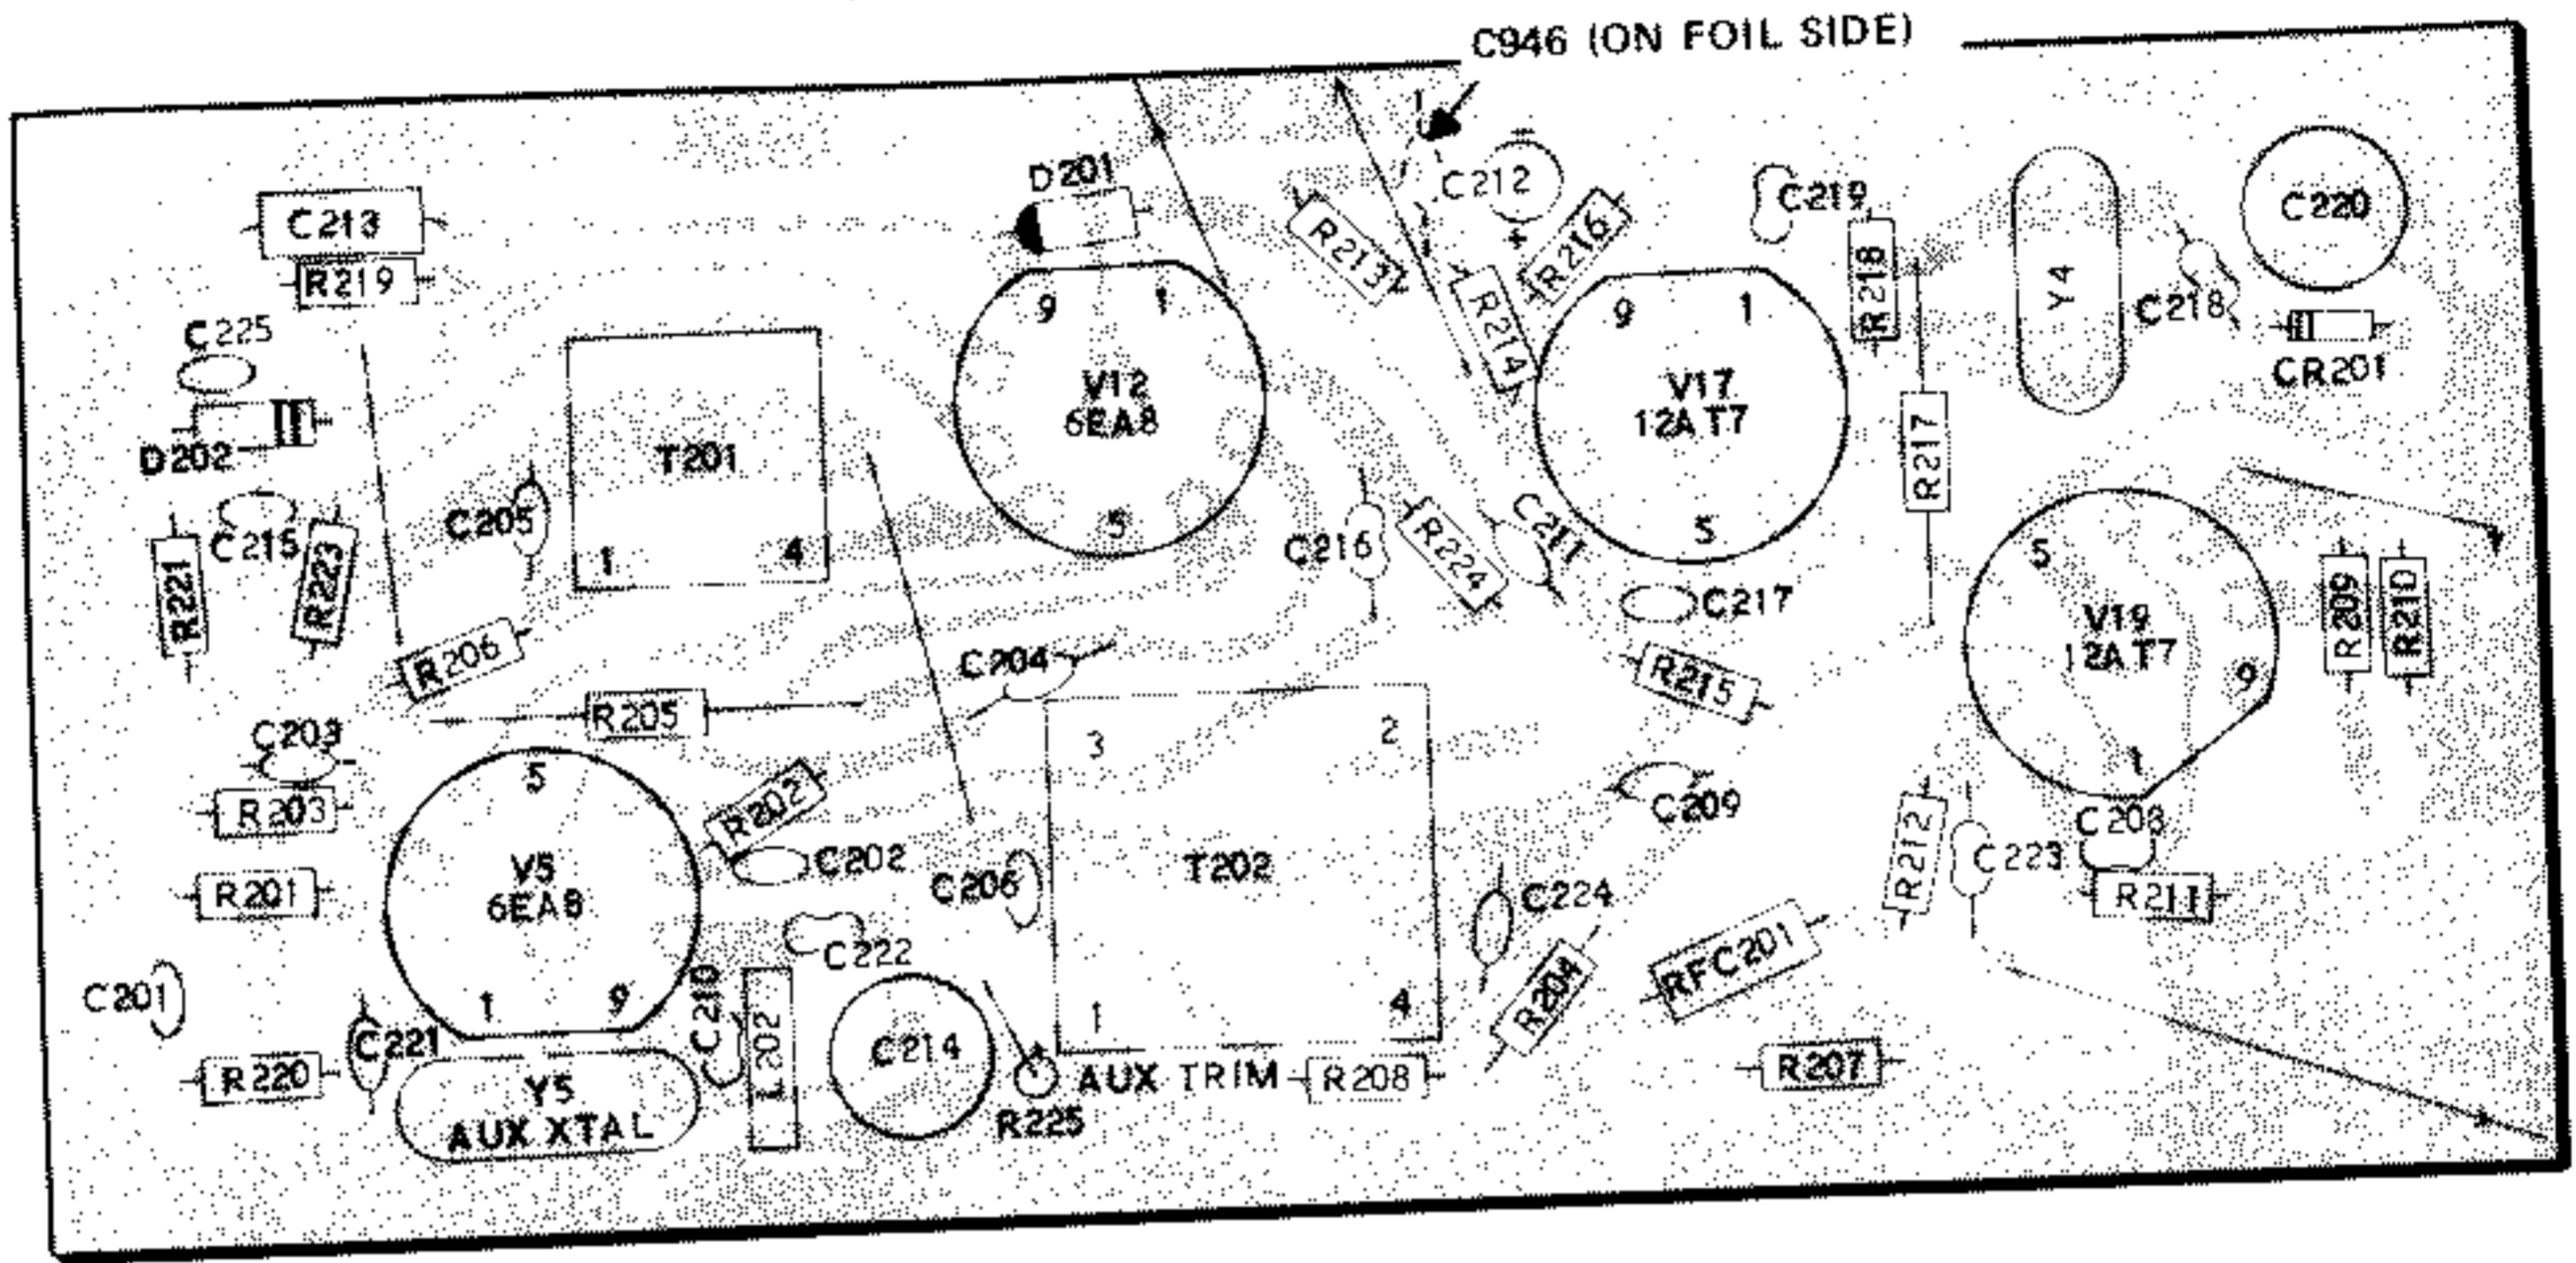 C946 (ON FOIL SIDE)
D201
C212
−
+
C213
R213
R216
C219
C220
R219
R218
Y4
C218
9 1
V12
6EA8
5
R214
9 1
V17
12AT7
5
C225
CR201
D202
T201
1 4
R217
C205
C215
R221
R223
C216
R224
C211
C217
5
V19
12AT7
9
1
R209
R210
R206
C204
R215
R205
C203
R203
5
V5
6EA8
1 9
R202
C202
3 2
T202
1 4
C209
C208
R212
C223
R211
R201
C206
C224
C222
RFC201
R204
C201
C221
C210
L202
C214
R220
Y5
AUX XTAL
AUX TRIM
R225
R208
R207